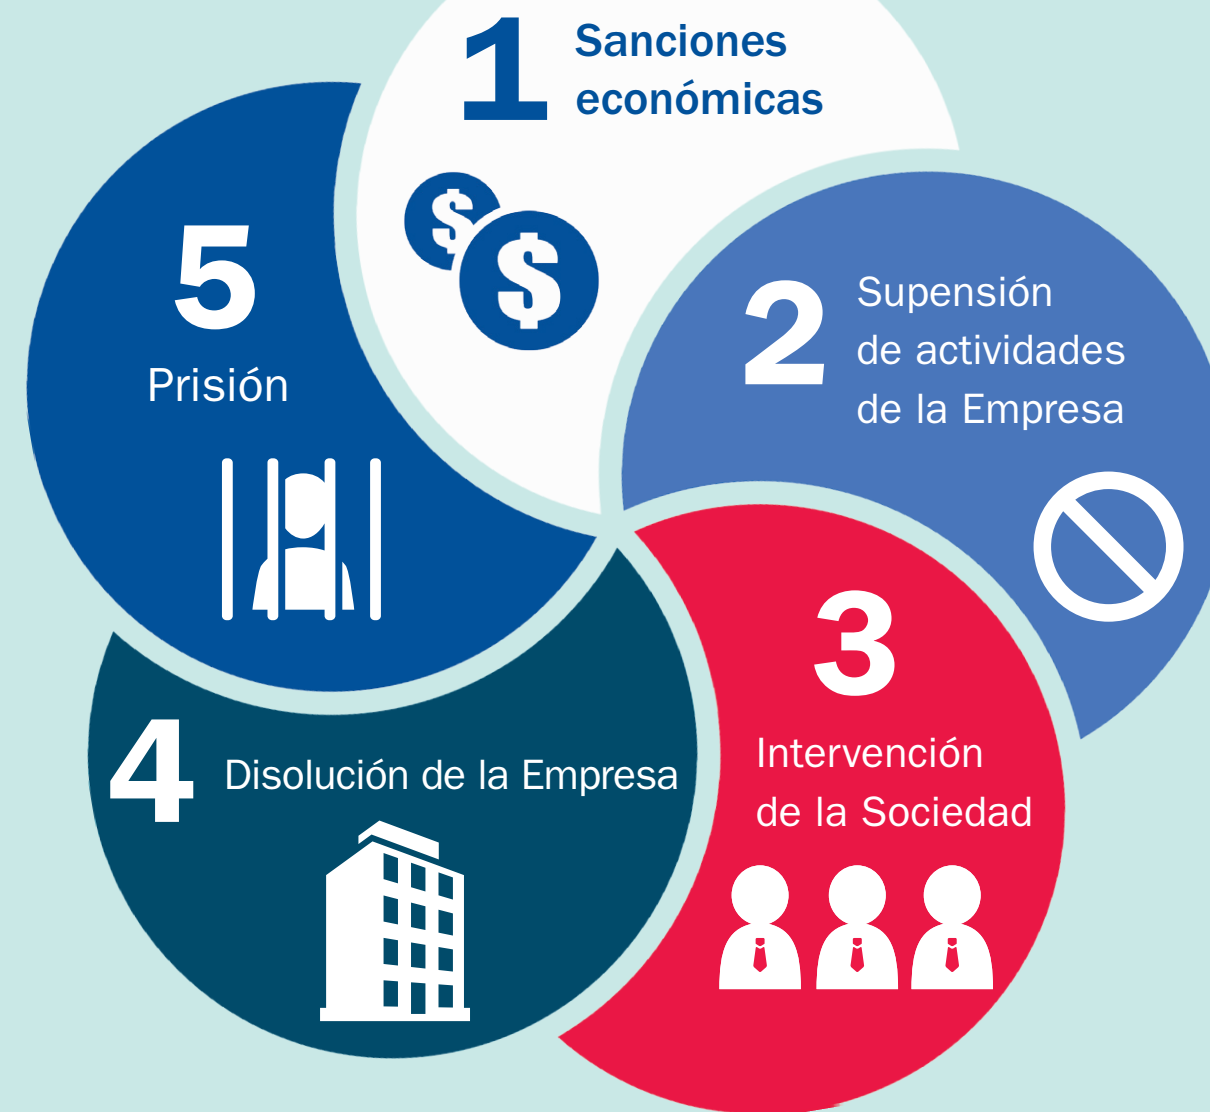 1
Sanciones
económicas
$
$
2
Supensión
de actividades
de la Empresa
3
Intervención
de la Sociedad
4
Disolución de la Empresa
5
Prisión